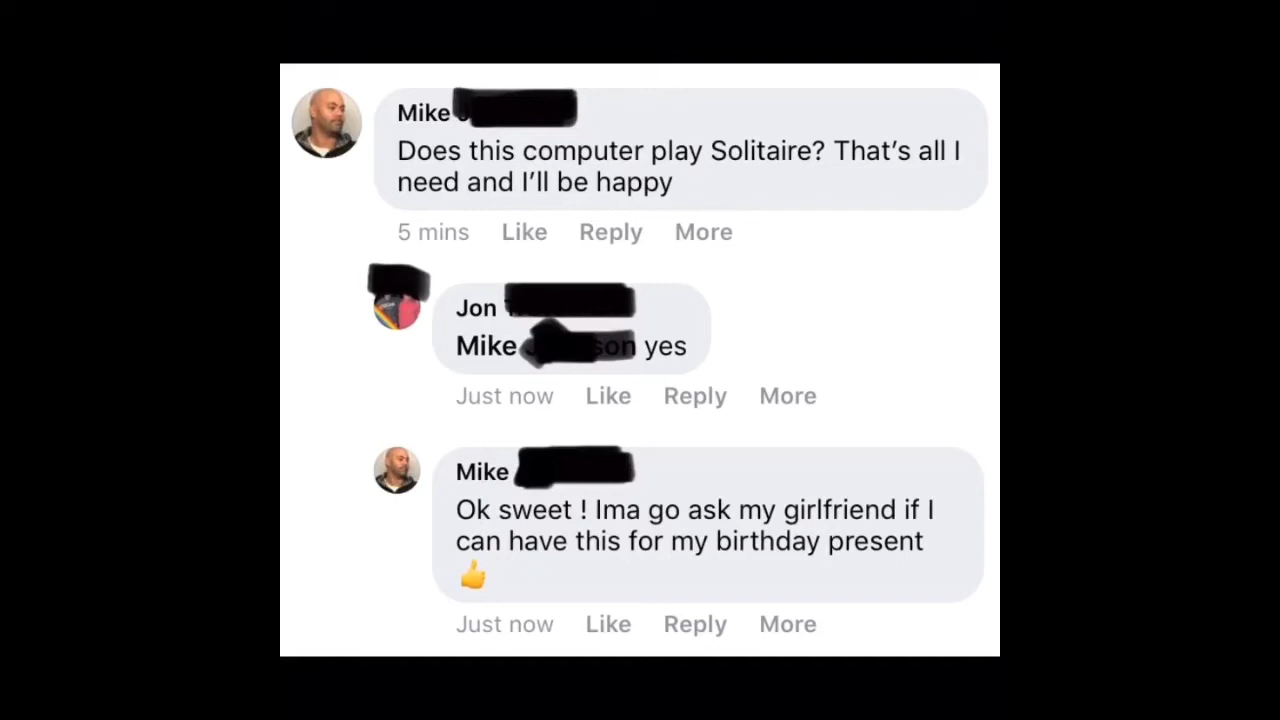 Mike
Does this computer play Solitaire? That’s all I
need and I’ll be happy
5 mins Like Reply More
Jon
Mike yes
Just now Like Reply More
Mike
Ok sweet ! Ima go ask my girlfriend if I
can have this for my birthday present
👍
Just now Like Reply More